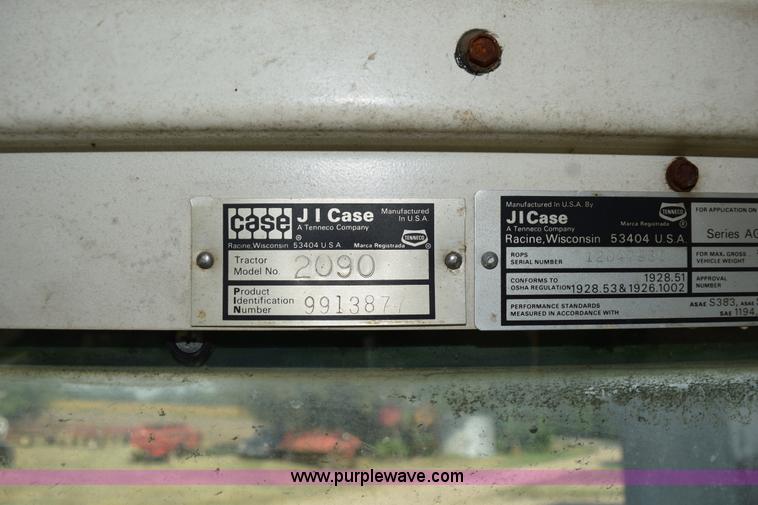 case
J I Case
A Tenneco Company
Manufactured
In U.S.A.
Racine, Wisconsin 53404 U.S.A.
Marca Registrada
TENNECO
Tractor
Model No. 2090
Product
Identification
Number
Manufactured In U.S.A. By
J I Case
A Tenneco Company
Marca Registrada
TENNECO
Racine, Wisconsin 53404 U.S.A.
ROPS
SERIAL NUMBER
CONFORMS TO
OSHA REGULATION
1928.51
1928.53 & 1926.1002
PERFORMANCE STANDARDS
MEASURED IN ACCORDANCE WITH
FOR APPLICATION ON
Series
FOR MAX. GROSS
VEHICLE WEIGHT
APPROVAL
NUMBER
ASAE S383, ASAE
SAE 1194,
www.purplewave.com